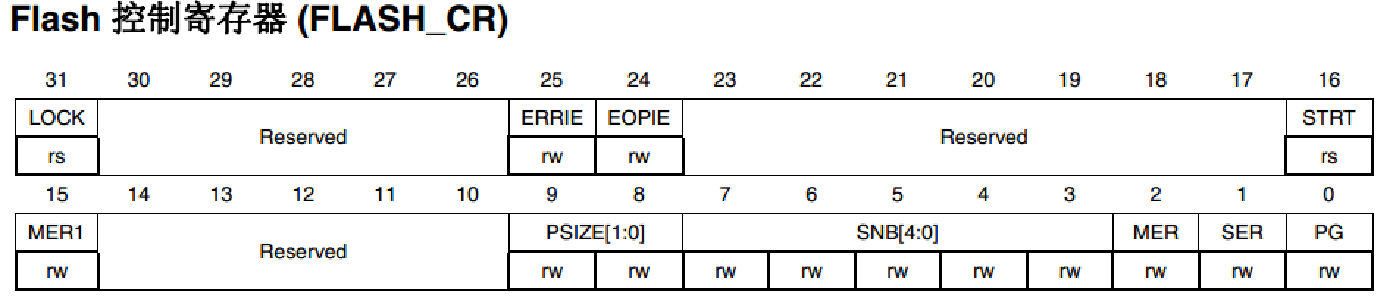 Flash 控制寄存器 (FLASH_CR)
31 30 29 28 27 26 25 24 23 22 21 20 19 18 17 16
LOCK Reserved ERRIE EOPIE Reserved STRT
rs rw rw rs
15 14 13 12 11 10 9 8 7 6 5 4 3 2 1 0
MER1 Reserved PSIZE[1:0] SNB[4:0] MER SER PG
rw rw rw rw rw rw rw rw rw rw rw